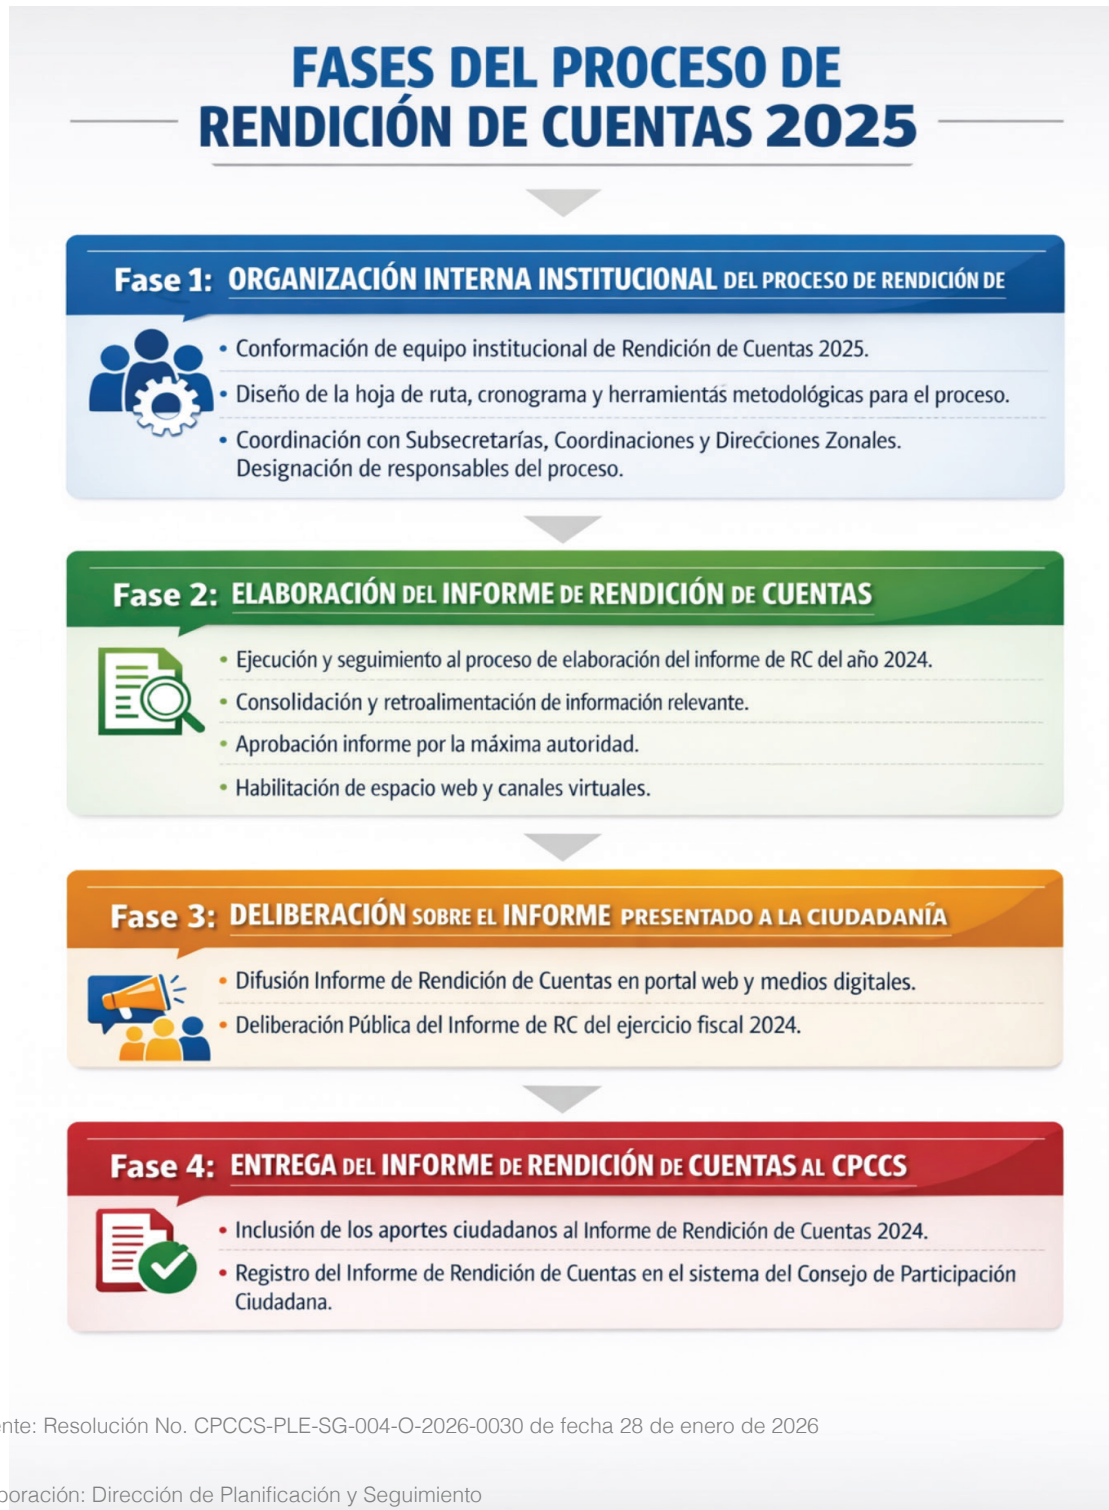 FASES DEL PROCESO DE
RENDICIÓN DE CUENTAS 2025
Fase 1: ORGANIZACIÓN INTERNA INSTITUCIONAL DEL PROCESO DE RENDICIÓN DE
• Conformación de equipo institucional de Rendición de Cuentas 2025.
• Diseño de la hoja de ruta, cronograma y herramientas metodológicas para el proceso.
• Coordinación con Subsecretarías, Coordinaciones y Direcciones Zonales.
Designación de responsables del proceso.
Fase 2: ELABORACIÓN DEL INFORME DE RENDICIÓN DE CUENTAS
• Ejecución y seguimiento al proceso de elaboración del informe de RC del año 2024.
• Consolidación y retroalimentación de información relevante.
• Aprobación informe por la máxima autoridad.
• Habilitación de espacio web y canales virtuales.
Fase 3: DELIBERACIÓN SOBRE EL INFORME PRESENTADO A LA CIUDADANÍA
• Difusión Informe de Rendición de Cuentas en portal web y medios digitales.
• Deliberación Pública del Informe de RC del ejercicio fiscal 2024.
Fase 4: ENTREGA DEL INFORME DE RENDICIÓN DE CUENTAS AL CPCCS
• Inclusión de los aportes ciudadanos al Informe de Rendición de Cuentas 2024.
• Registro del Informe de Rendición de Cuentas en el sistema del Consejo de Participación
Ciudadana.
ente: Resolución No. CPCCS-PLE-SG-004-O-2026-0030 de fecha 28 de enero de 2026
boración: Dirección de Planificación y Seguimiento